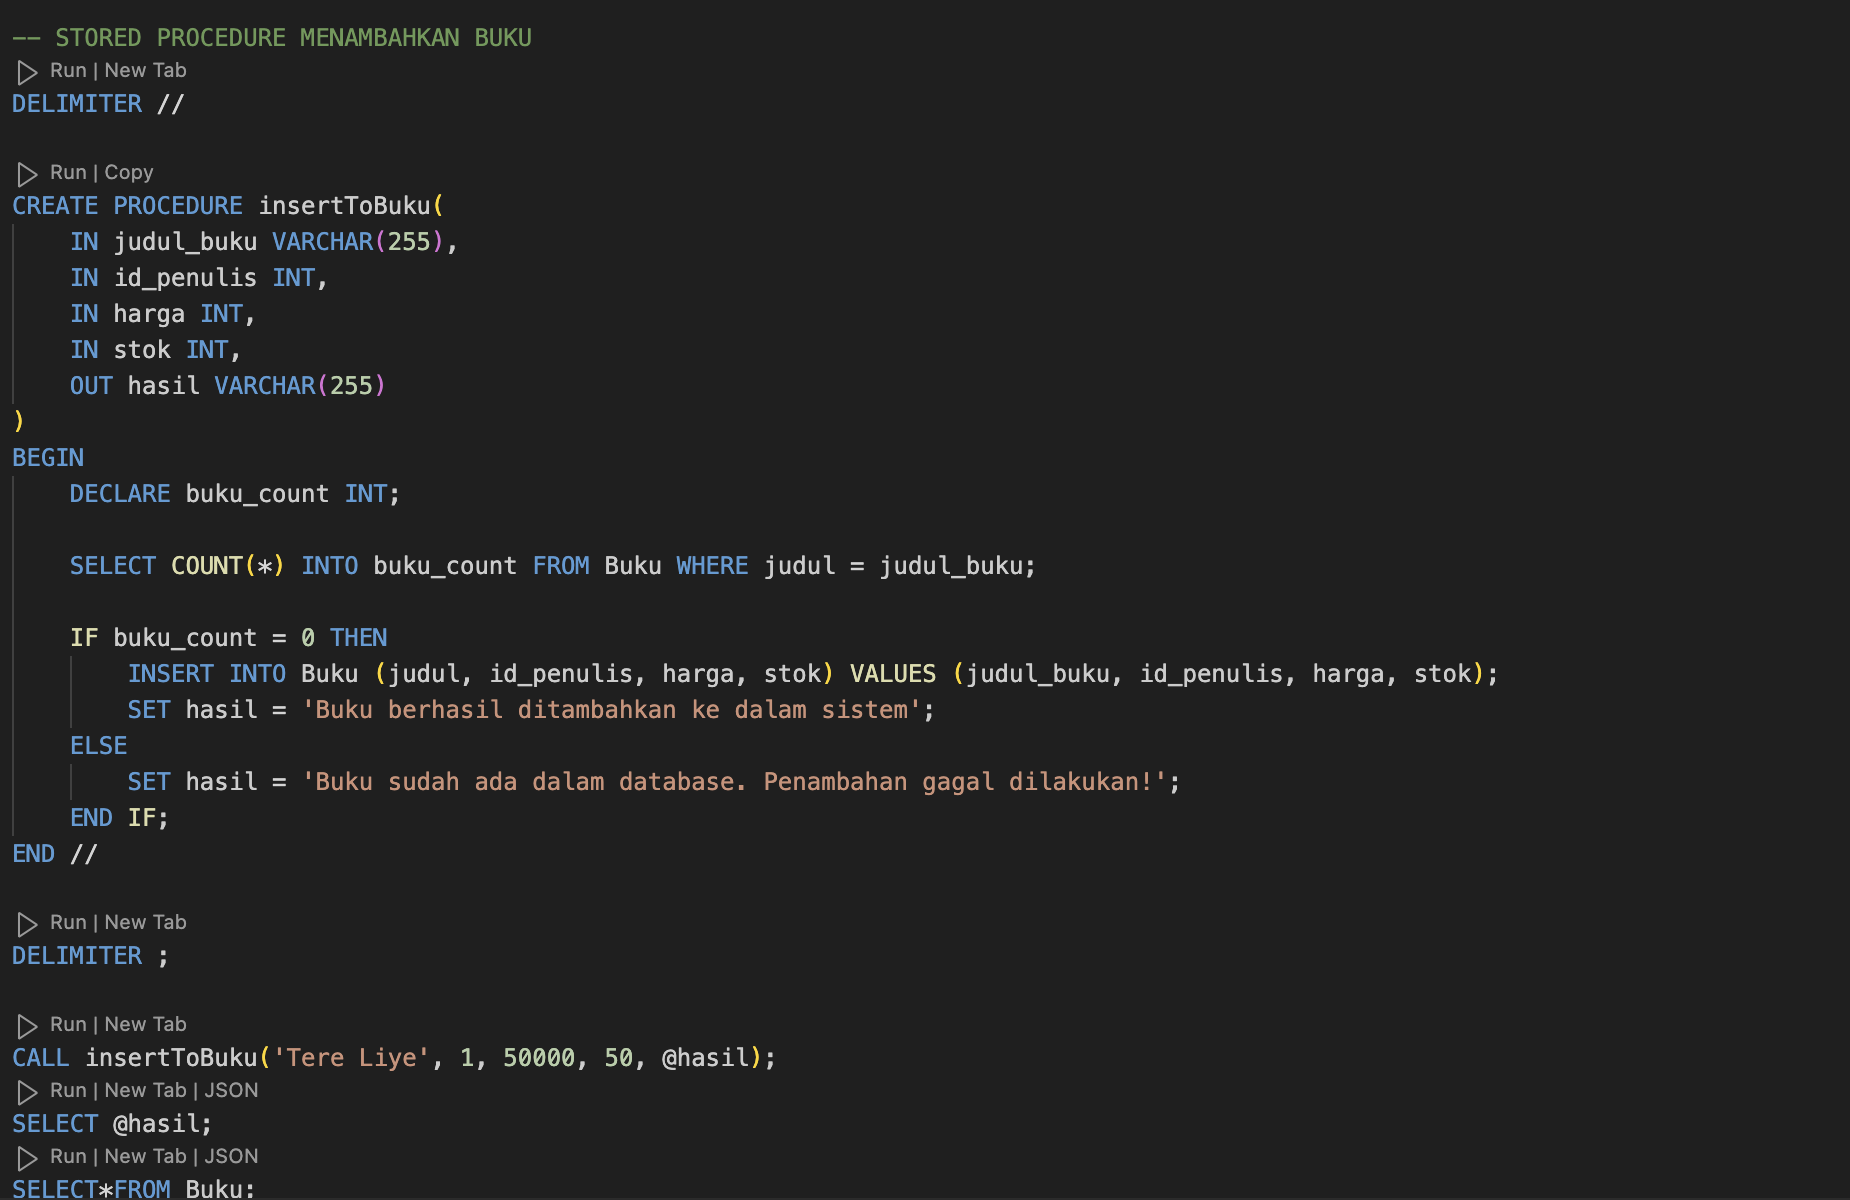 -- STORED PROCEDURE MENAMBAHKAN BUKU
Run | New Tab
DELIMITER //
Run | Copy
CREATE PROCEDURE insertToBuku(
IN judul_buku VARCHAR(255),
IN id_penulis INT,
IN harga INT,
IN stok INT,
OUT hasil VARCHAR(255)
)
BEGIN
DECLARE buku_count INT;
SELECT COUNT(*) INTO buku_count FROM Buku WHERE judul = judul_buku;
IF buku_count = 0 THEN
INSERT INTO Buku (judul, id_penulis, harga, stok) VALUES (judul_buku, id_penulis, harga, stok);
SET hasil = 'Buku berhasil ditambahkan ke dalam sistem';
ELSE
SET hasil = 'Buku sudah ada dalam database. Penambahan gagal dilakukan!';
END IF;
END //
Run | New Tab
DELIMITER ;
Run | New Tab
CALL insertToBuku('Tere Liye', 1, 50000, 50, @hasil);
Run | New Tab | JSON
SELECT @hasil;
Run | New Tab | JSON
SELECT*FROM Buku;